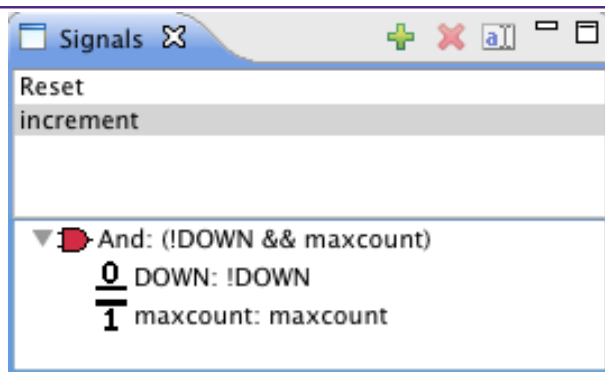 Signals
Reset
increment
And: (!DOWN && maxcount)
0 DOWN: !DOWN
1 maxcount: maxcount